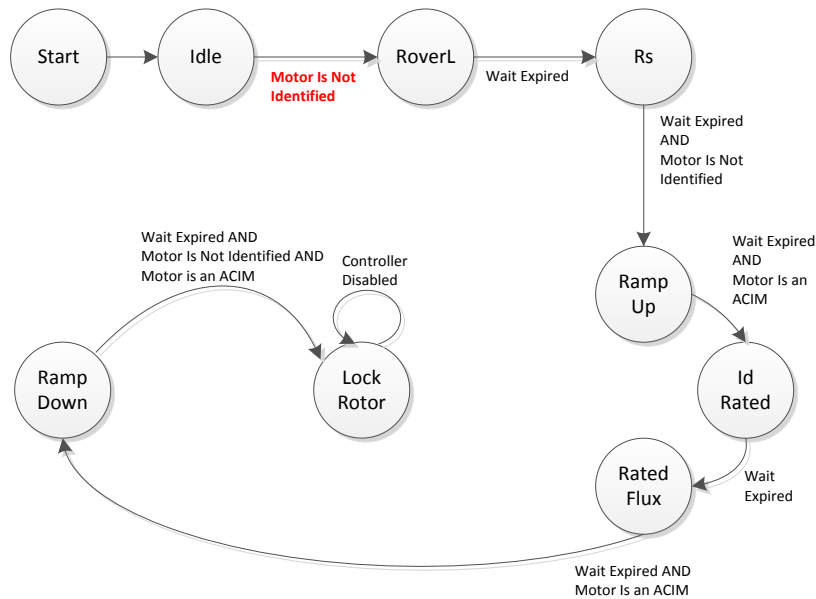 Start
Idle
RoverL
Rs
Motor Is Not
Identified
Wait Expired
Wait Expired
AND
Motor Is Not
Identified
Wait Expired AND
Motor Is Not Identified AND
Motor is an ACIM
Controller
Disabled
Wait Expired
AND
Motor Is an
ACIM
Ramp
Up
Ramp
Down
Lock
Rotor
Id
Rated
Rated
Flux
Wait
Expired
Wait Expired AND
Motor Is an ACIM